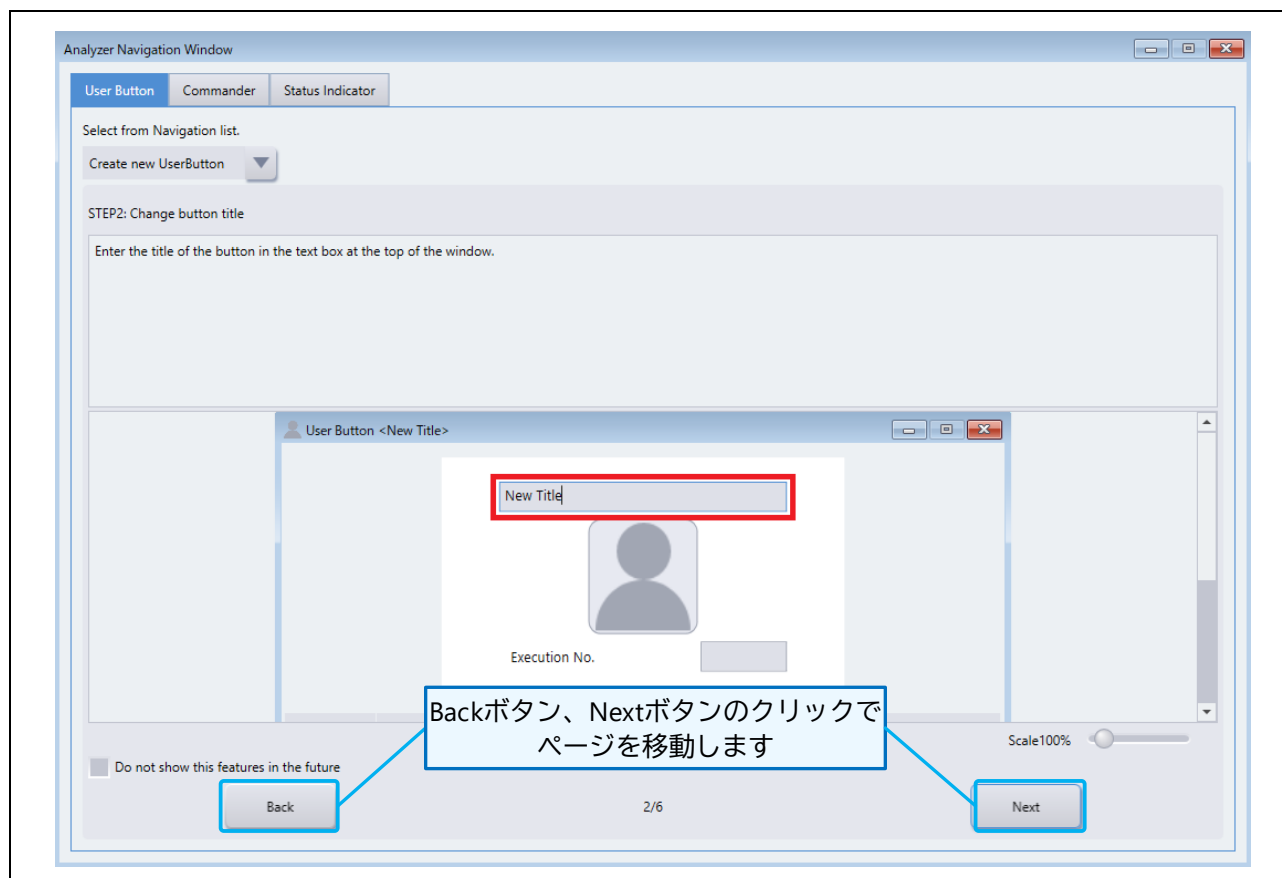 Analyzer Navigation Window
User Button Commander Status Indicator
Select from Navigation list.
Create new UserButton
STEP2: Change button title
Enter the title of the button in the text box at the top of the window.
User Button <New Title>
New Title
Execution No.
Backボタン、Nextボタンのクリックで
ページを移動します
Scale100%
Do not show this features in the future
Back 2/6 Next